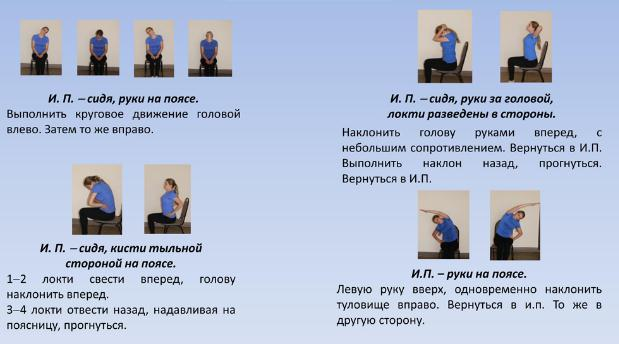 И. П. – сидя, руки на поясе.
Выполнить круговое движение головой
влево. Затем то же вправо.
И. П. – сидя, кисти тыльной
стороной на поясе.
1–2 локти свести вперед, голову
наклонить вперед.
3–4 локти отвести назад, надавливая на
поясницу, прогнуться.
И. П. – сидя, руки за головой,
локти разведены в стороны.
Наклонить голову руками вперед, с
небольшим сопротивлением. Вернуться в И.П.
Выполнить наклон назад, прогнуться.
Вернуться в И.П.
И.П. – руки на поясе.
Левую руку вверх, одновременно наклонить
туловище вправо. Вернуться в и.п. То же в
другую сторону.